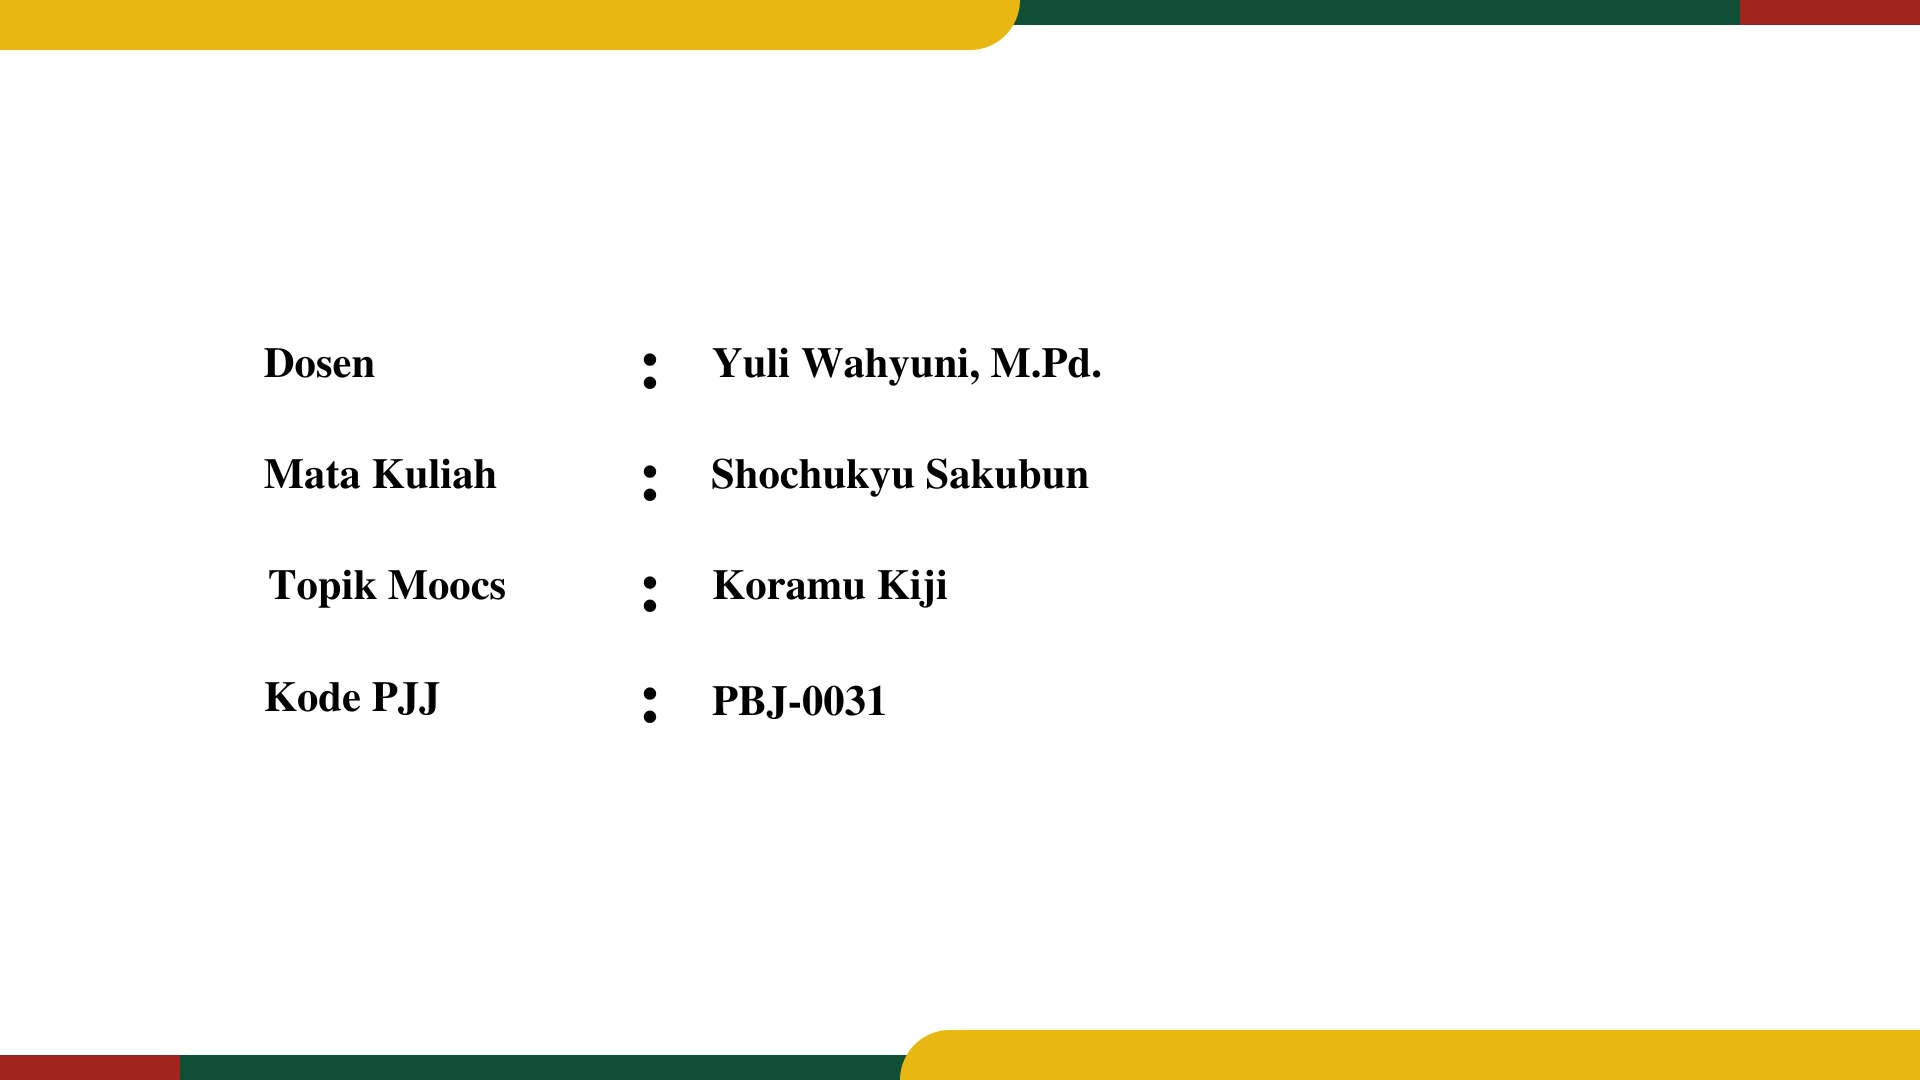 Dosen : Yuli Wahyuni, M.Pd.
Mata Kuliah : Shochukyu Sakubun
Topik Moocs : Koramu Kiji
Kode PJJ : PBJ-0031